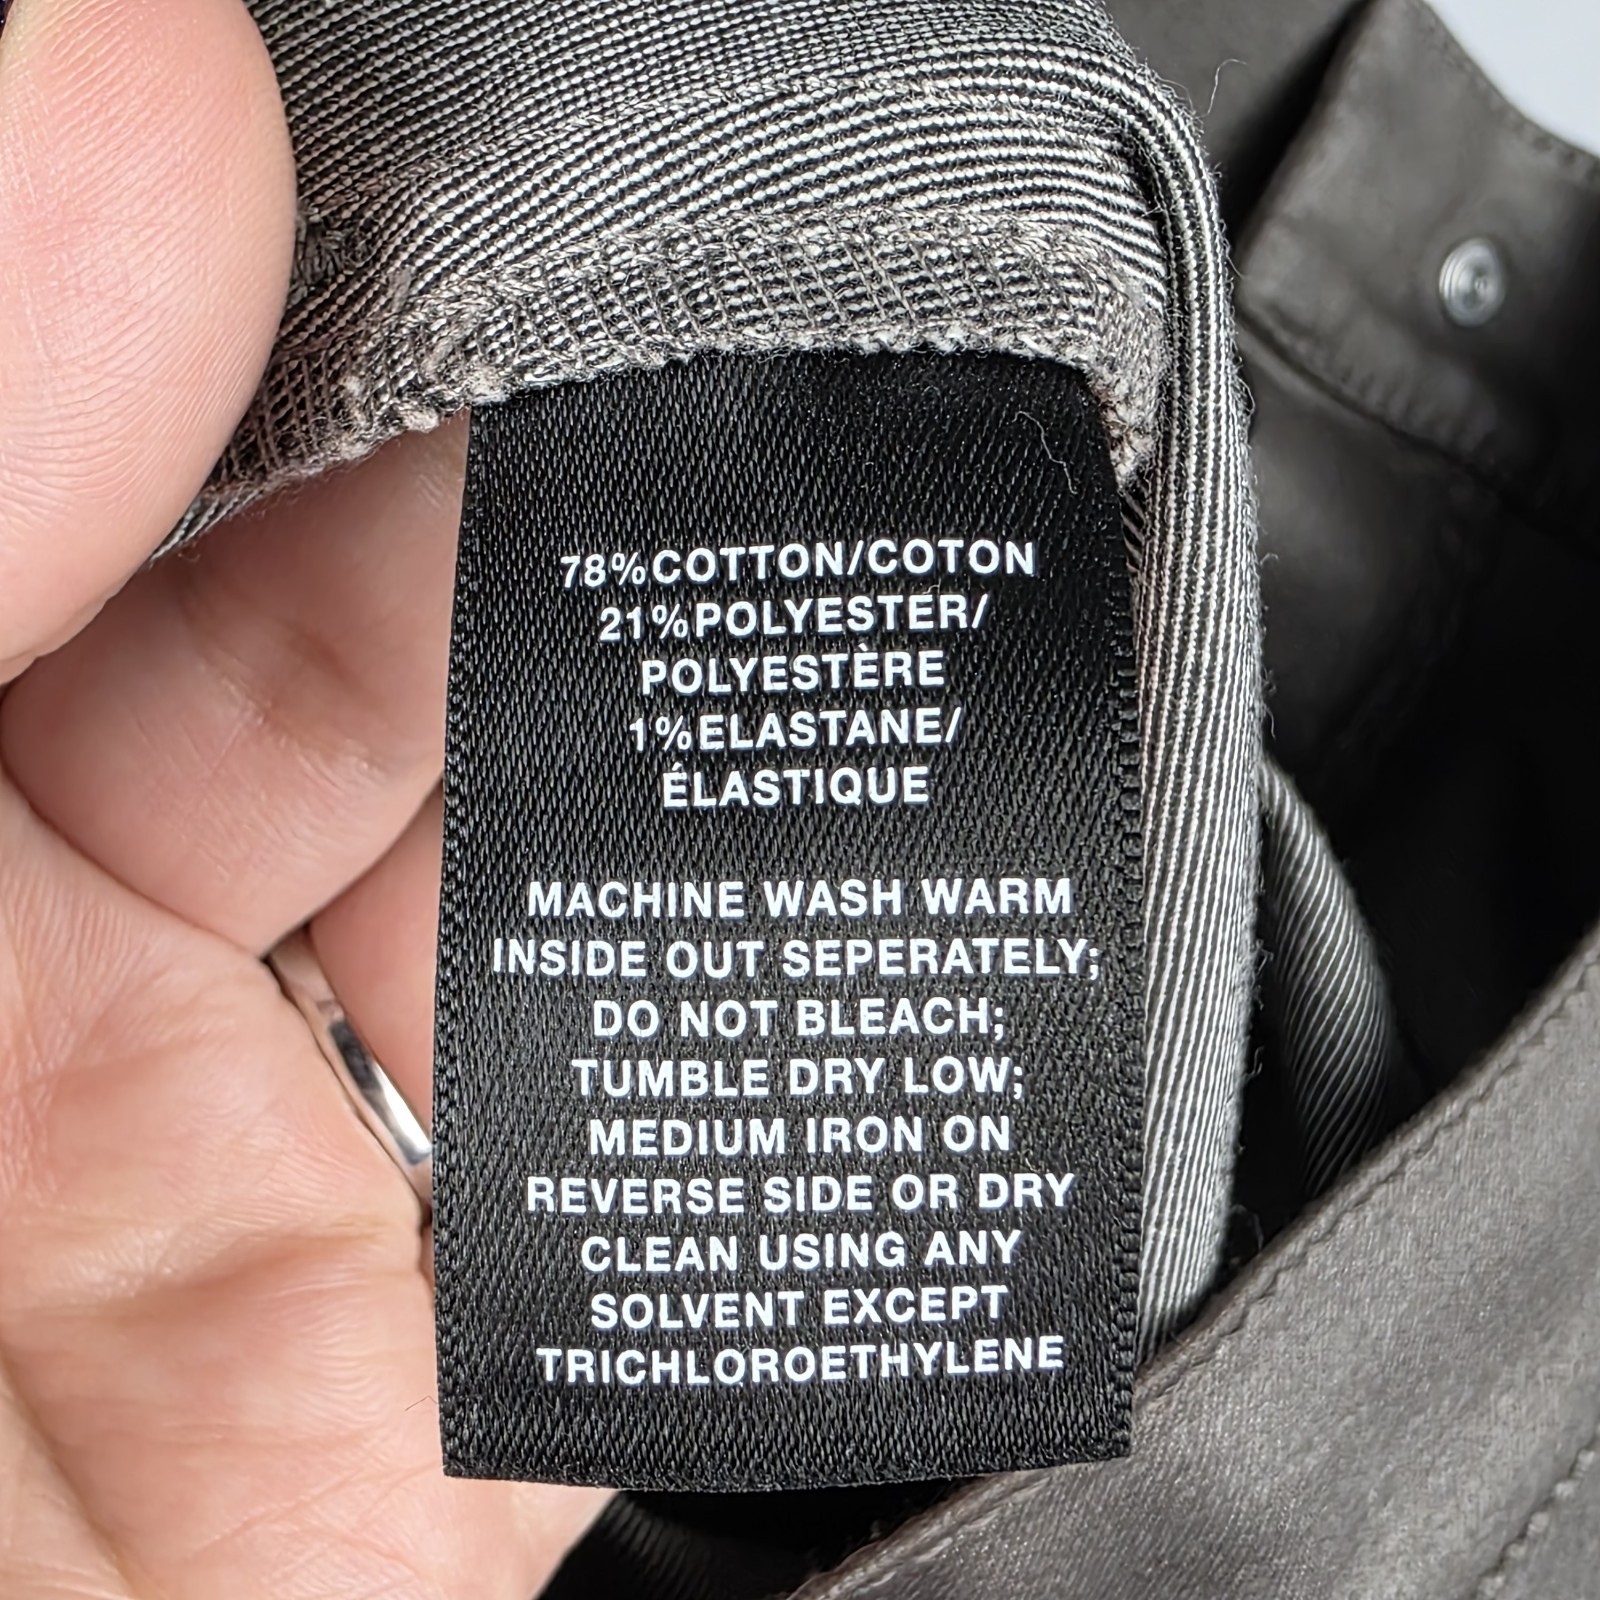 78%COTTON/COTON
21%POLYESTER/
POLYESTÈRE
1%ELASTANE/
ÉLASTIQUE
MACHINE WASH WARM
INSIDE OUT SEPERATELY;
DO NOT BLEACH;
TUMBLE DRY LOW;
MEDIUM IRON ON
REVERSE SIDE OR DRY
CLEAN USING ANY
SOLVENT EXCEPT
TRICHLOROETHYLENE